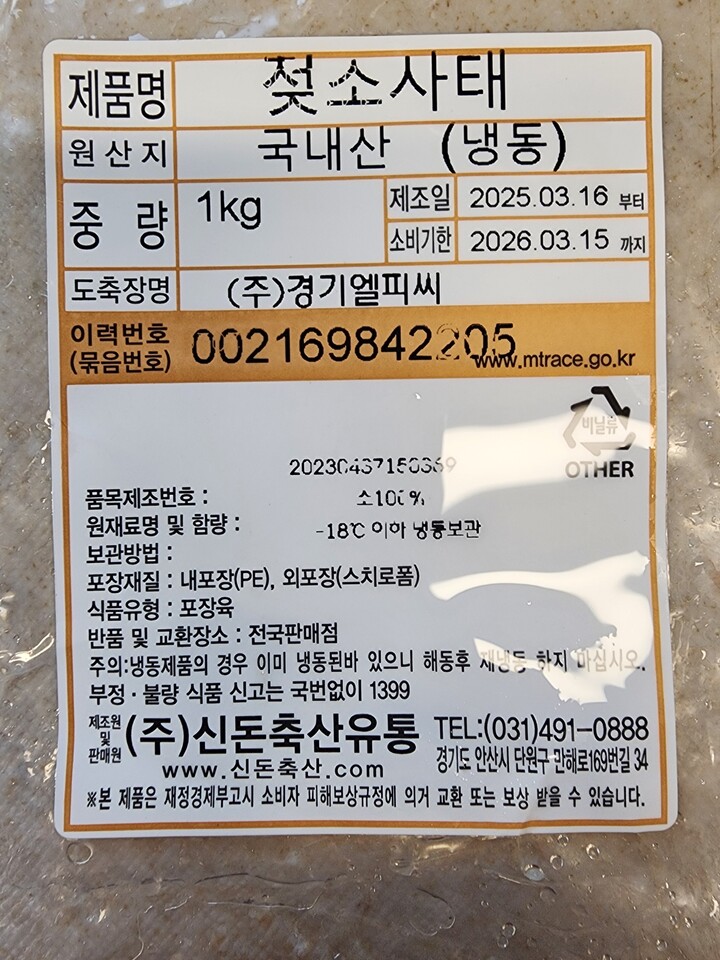 제품명 젖소사태
원산지 국내산 (냉동)
중량 1kg 제조일 2025.03.16 부터
소비기한 2026.03.15 까지
도축장명 (주)경기엘피씨
이력번호
(묶음번호) 002169842205
www.mtrace.go.kr
비닐류
OTHER
품목제조번호 :
소100%
원재료명 및 함량 :
-18℃ 이하 냉동보관
보관방법 :
포장재질 : 내포장(PE), 외포장(스치로폼)
식품유형 : 포장육
반품 및 교환장소 : 전국판매점
주의:냉동제품의 경우 이미 냉동된바 있으니 해동후 재냉동 하지 마십시오.
부정·불량 식품 신고는 국번없이 1399
제조원 및 판매원 (주)신돈축산유통 TEL:(031)491-0888
www.신돈축산.com 경기도 안산시 단원구 만해로169번길 34
※본 제품은 재정경제부고시 소비자 피해보상규정에 의거 교환 또는 보상 받을 수 있습니다.